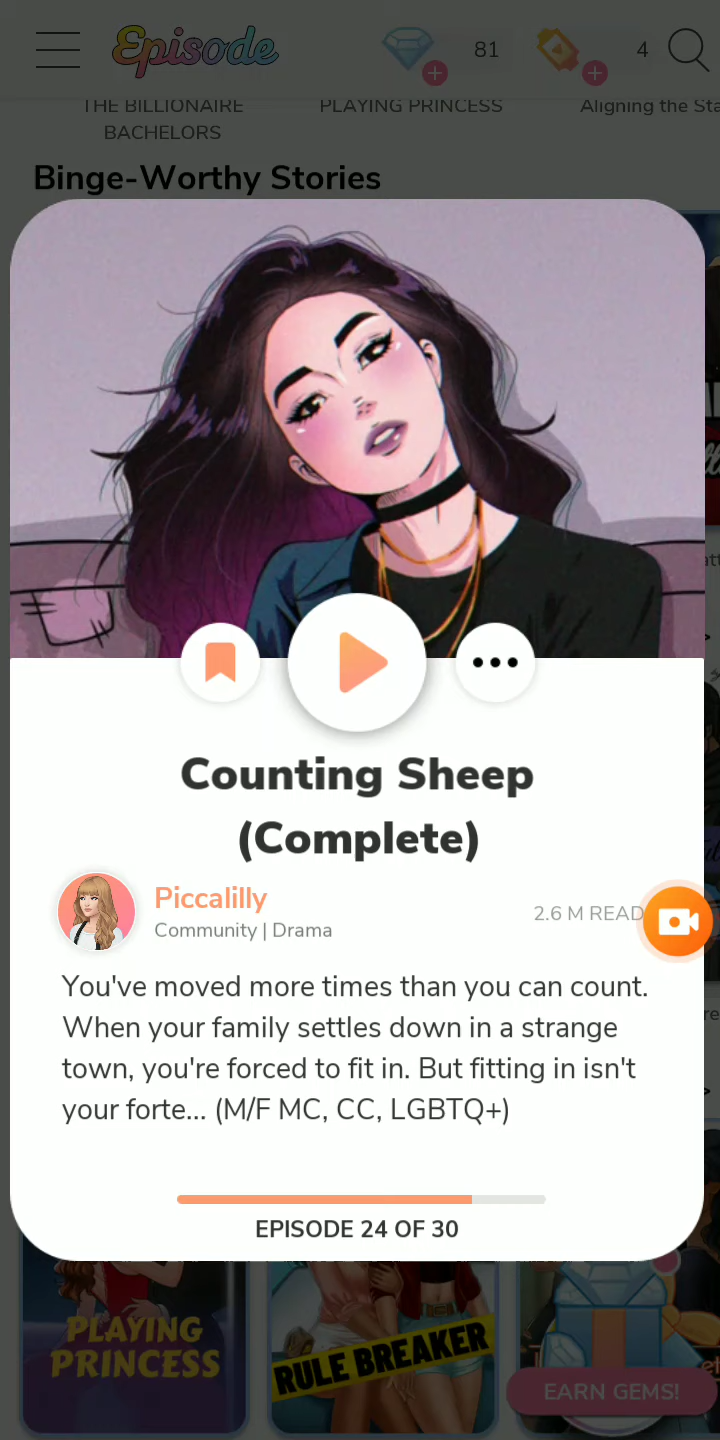 Episode
81
4
THE BILLIONAIRE
BACHELORS
PLAYING PRINCESS
Aligning the Sta
Binge-Worthy Stories
Counting Sheep
(Complete)
Piccalilly
Community | Drama
2.6 M READ
You've moved more times than you can count.
When your family settles down in a strange
town, you're forced to fit in. But fitting in isn't
your forte... (M/F MC, CC, LGBTQ+)
EPISODE 24 OF 30
PLAYING
PRINCESS
RULE BREAKER
EARN GEMS!